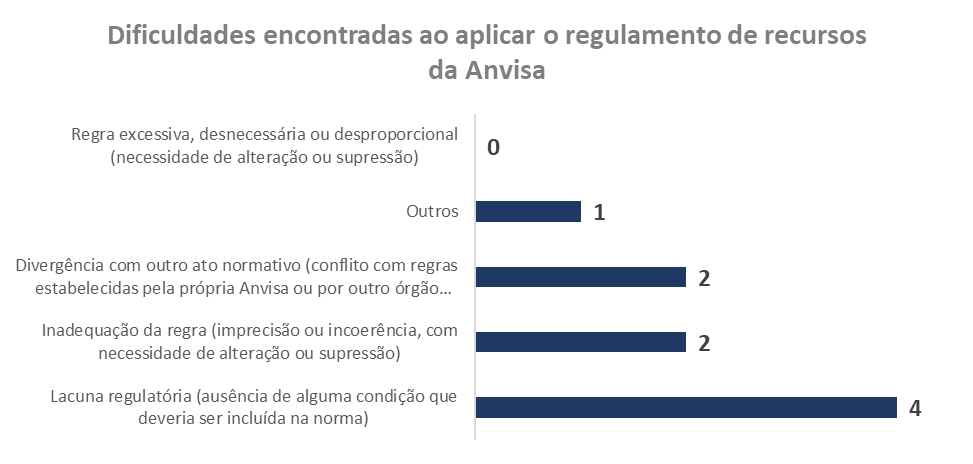 Dificuldades encontradas ao aplicar o regulamento de recursos
da Anvisa
Regra excessiva, desnecessária ou desproporcional
(necessidade de alteração ou supressão)
0
Outros
1
Divergência com outro ato normativo (conflito com regras
estabelecidas pela própria Anvisa ou por outro órgão...
2
Inadequação da regra (imprecisão ou incoerência, com
necessidade de alteração ou supressão)
2
Lacuna regulatória (ausência de alguma condição que
deveria ser incluída na norma)
4